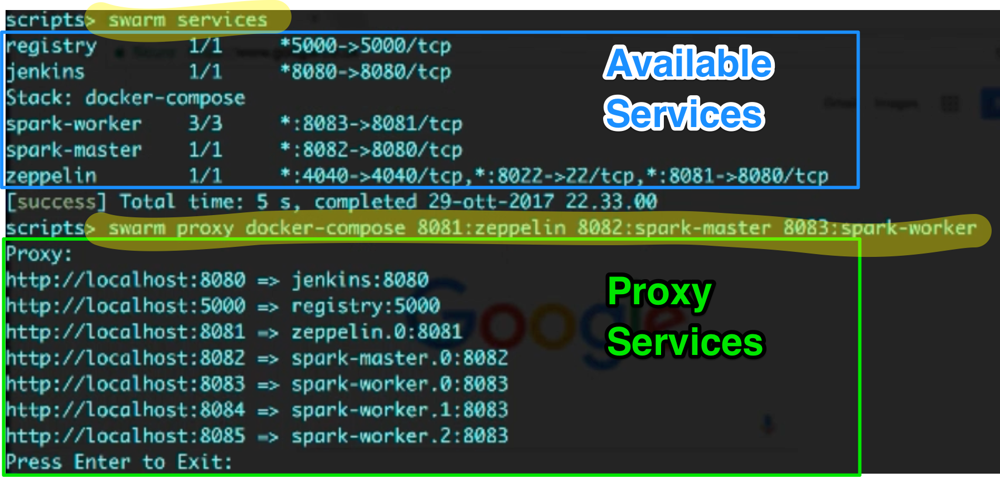 scripts> swarm services
registry 1/1 *5000->5000/tcp
jenkins 1/1 *8080->8080/tcp
Stack: docker-compose
spark-worker 3/3 *:8083->8081/tcp
spark-master 1/1 *:8082->8080/tcp
zeppelin 1/1 *:4040->4040/tcp,*:8022->22/tcp,*:8081->8080/tcp
Available
Services
[success] Total time: 5 s, completed 29-ott-2017 22.33.00
scripts> swarm proxy docker-compose 8081:zeppelin 8082:spark-master 8083:spark-worker
Proxy:
http://localhost:8080 => jenkins:8080
http://localhost:5000 => registry:5000
http://localhost:8081 => zeppelin.0:8081
http://localhost:8082 => spark-master.0:8082
http://localhost:8083 => spark-worker.0:8083
http://localhost:8084 => spark-worker.1:8083
http://localhost:8085 => spark-worker.2:8083
Press Enter to Exit:
Proxy
Services
Google
Images